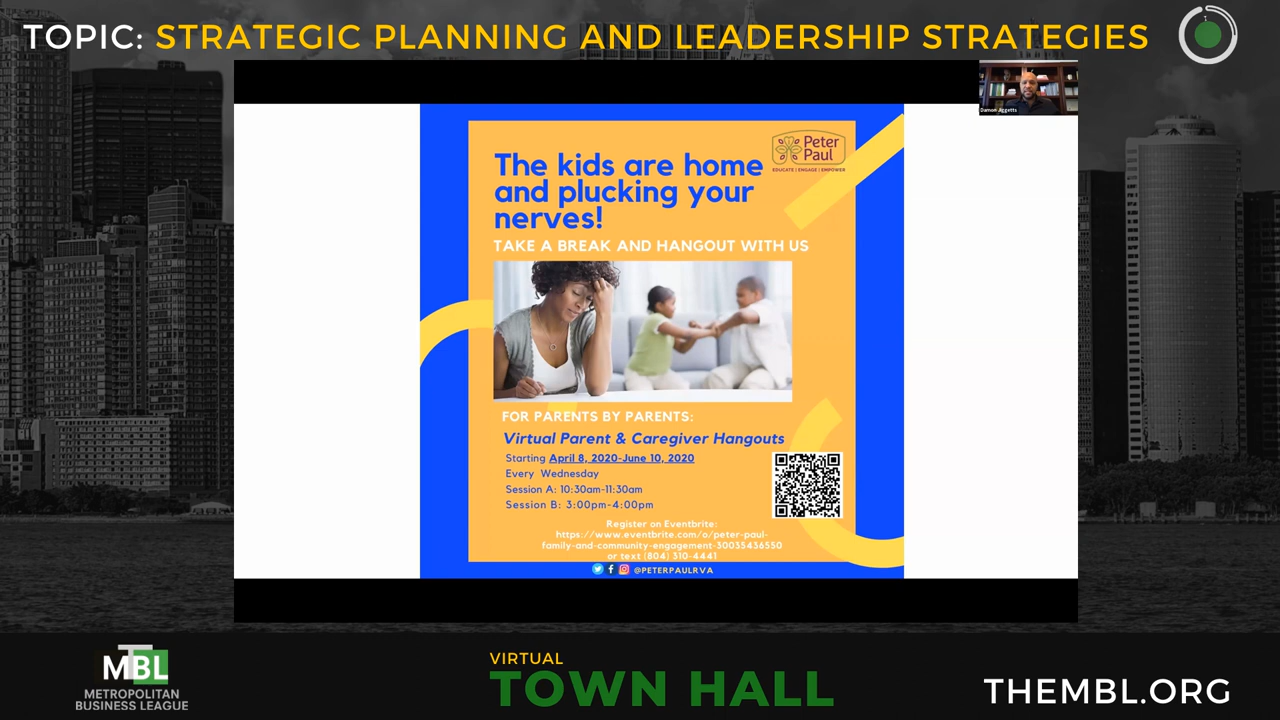 TOPIC: STRATEGIC PLANNING AND LEADERSHIP STRATEGIES
Damon Jiggetts
Peter
Paul
EDUCATE | ENGAGE | EMPOWER
The kids are home
and plucking your
nerves!
TAKE A BREAK AND HANGOUT WITH US
FOR PARENTS BY PARENTS:
Virtual Parent & Caregiver Hangouts
Starting April 8, 2020-June 10, 2020
Every Wednesday
Session A: 10:30am-11:30am
Session B: 3:00pm-4:00pm
Register on Eventbrite:
https://www.eventbrite.com/o/peter-paul-
family-and-community-engagement-30035436550
or text (804) 310-4441
@PETERPAULRVA
MBL
METROPOLITAN
BUSINESS LEAGUE
VIRTUAL
TOWN HALL
THEMBL.ORG